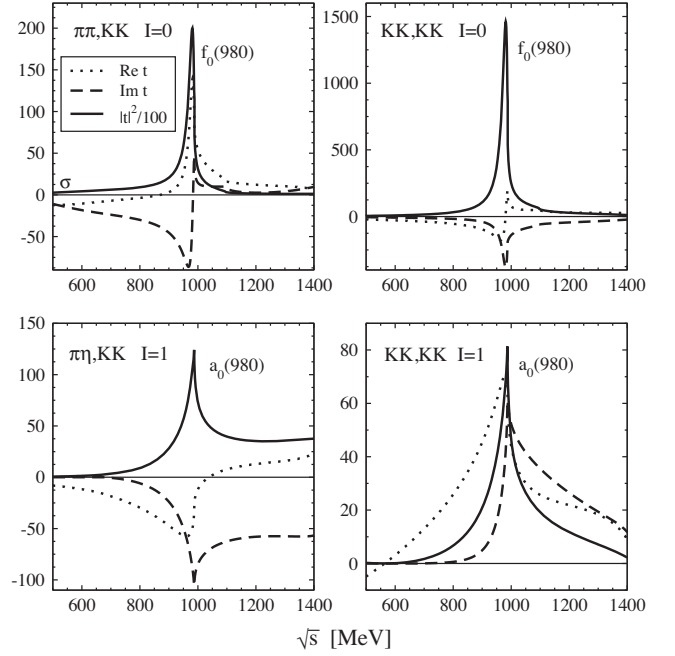 ππ,KK I=0
f₀(980)
Re t
Im t
|t|²/100
σ
200
150
100
50
0
-50
600 800 1000 1200 1400
KK,KK I=0
f₀(980)
1500
1000
500
0
600 800 1000 1200 1400
πη,KK I=1
a₀(980)
150
100
50
0
-50
-100
600 800 1000 1200 1400
KK,KK I=1
a₀(980)
80
60
40
20
0
600 800 1000 1200 1400
√s [MeV]